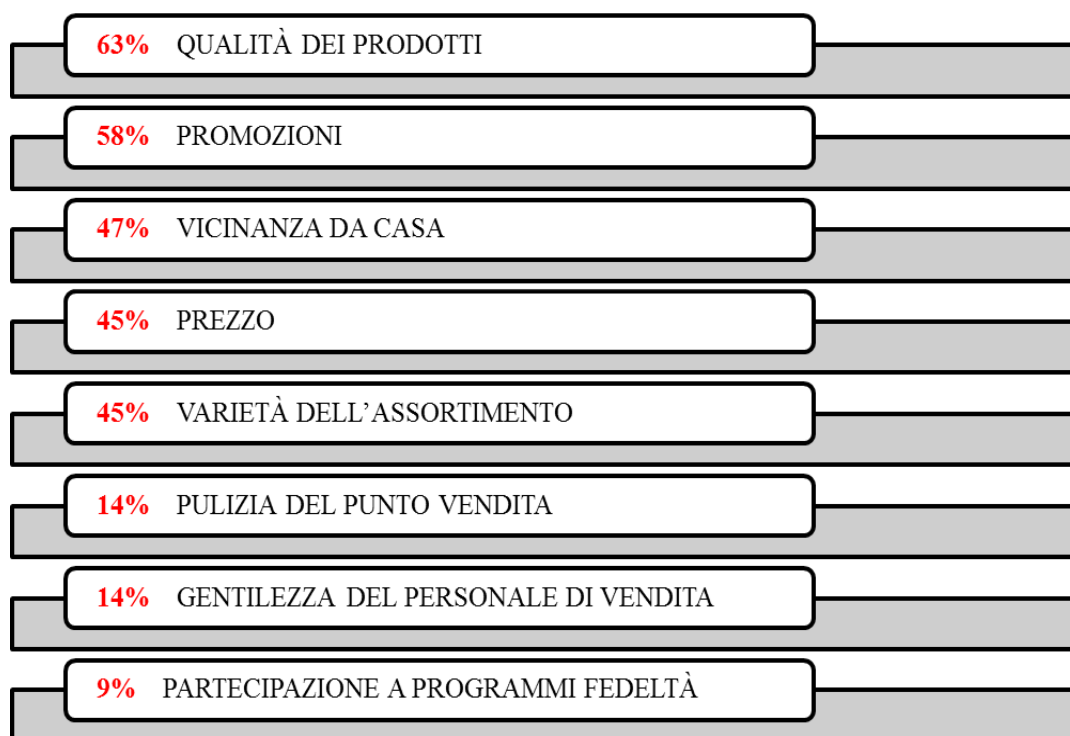 63% QUALITÀ DEI PRODOTTI
58% PROMOZIONI
47% VICINANZA DA CASA
45% PREZZO
45% VARIETÀ DELL’ASSORTIMENTO
14% PULIZIA DEL PUNTO VENDITA
14% GENTILEZZA DEL PERSONALE DI VENDITA
9% PARTECIPAZIONE A PROGRAMMI FEDELTÀ